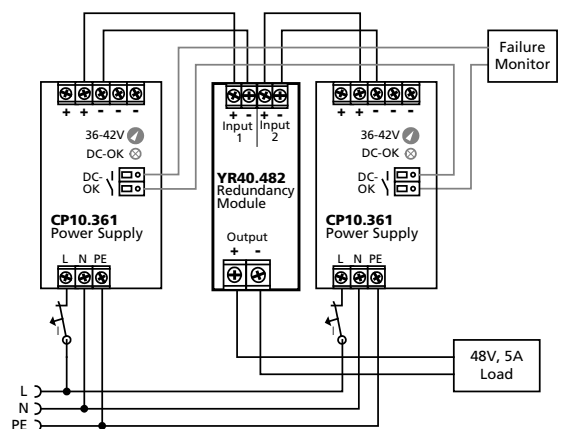 Failure
Monitor
+ + - - -
36-42V
DC-OK
DC-
OK
CP10.361
Power Supply
L N PE
I
+ - + -
Input Input
1 2
YR40.482
Redundancy
Module
Output
+ -
+ + - - -
36-42V
DC-OK
DC-
OK
CP10.361
Power Supply
L N PE
I
48V, 5A
Load
L
N
PE